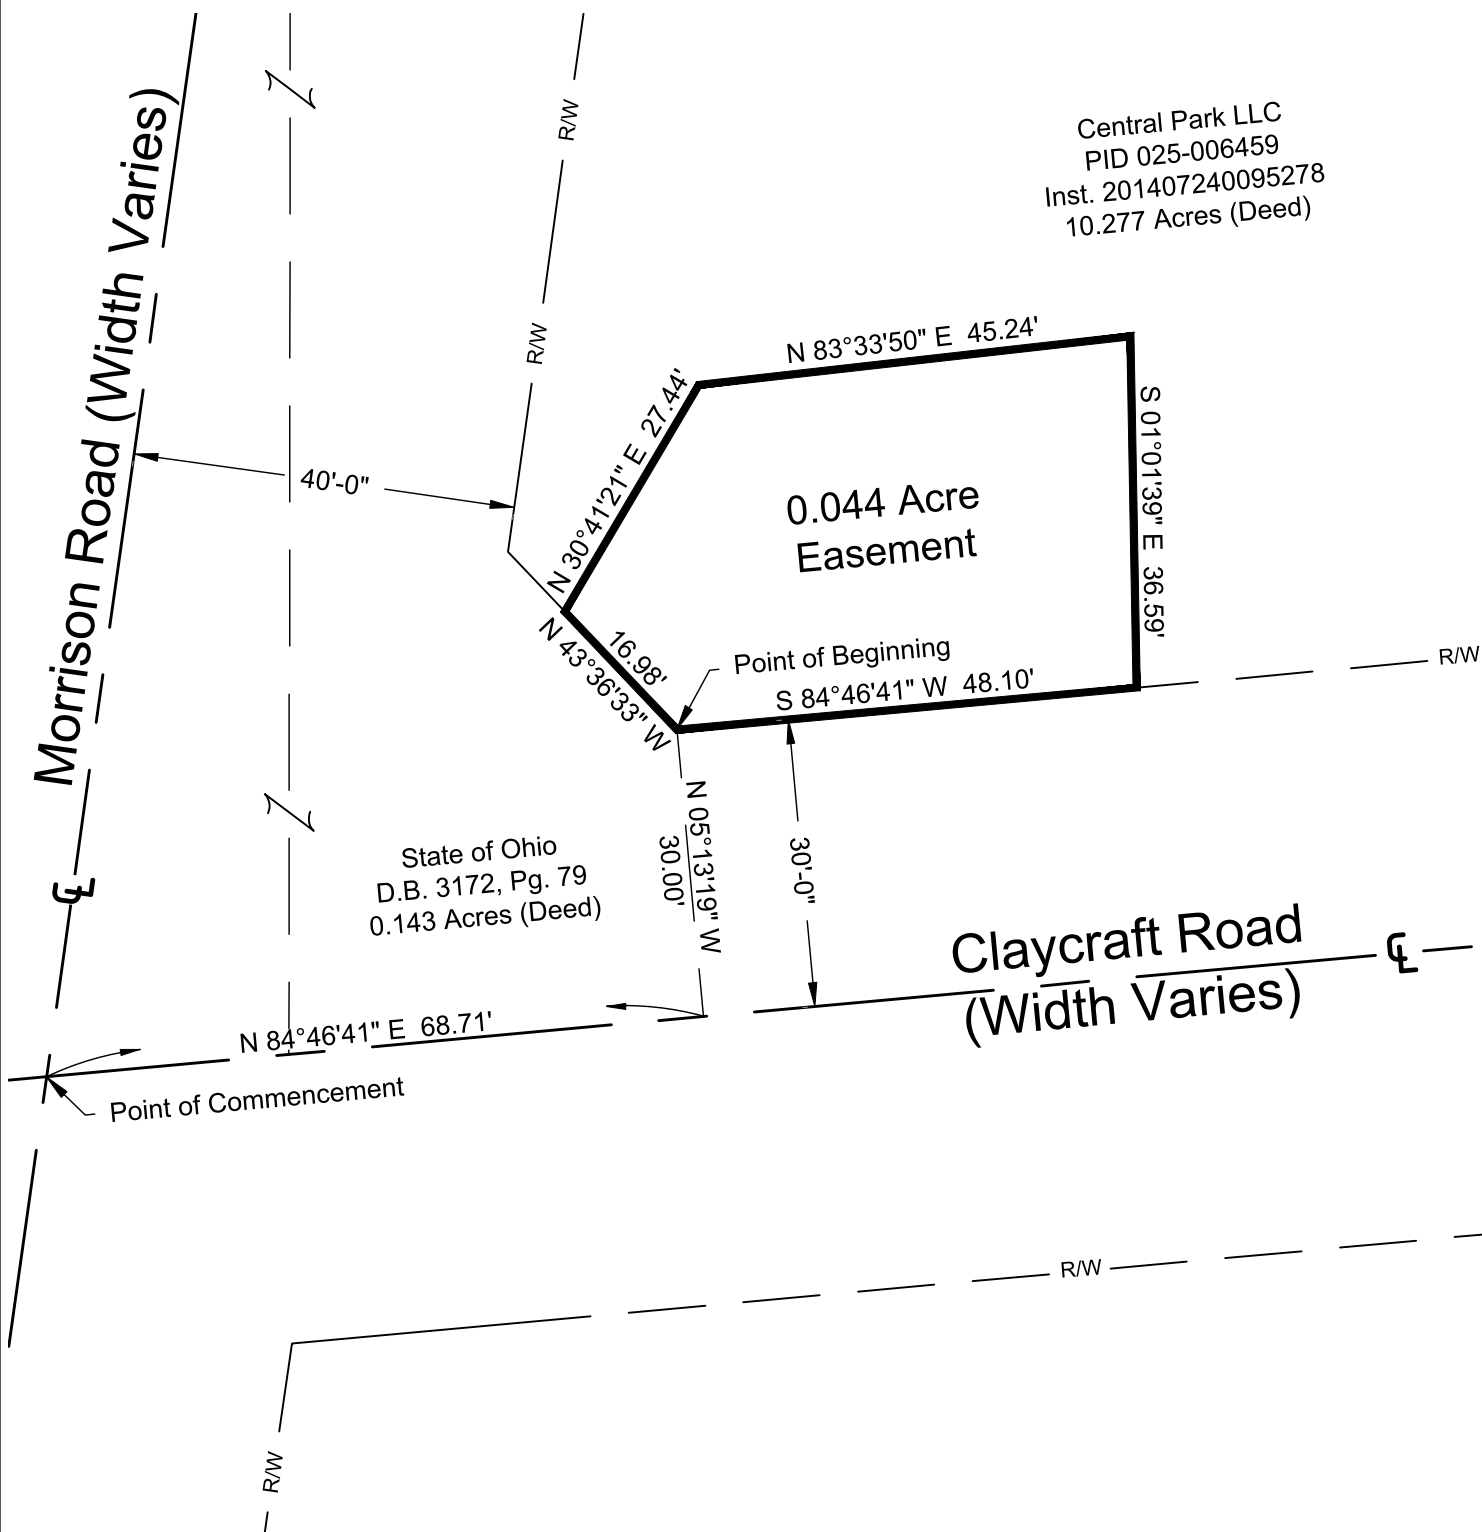 Morrison Road (Width Varies)
R/W
R/W
Central Park LLC
PID 025-006459
Inst. 201407240095278
10.277 Acres (Deed)
N 83°33'50" E  45.24'
N 30°41'21" E  27.44'
S 01°01'39" E  36.59'
40'-0"
0.044 Acre
Easement
16.98'
N 43°36'33" W
Point of Beginning
S 84°46'41" W  48.10'
R/W
N 05°13'19" W
30.00'
30'-0"
State of Ohio
D.B. 3172, Pg. 79
0.143 Acres (Deed)
℄
Claycraft Road
(Width Varies)
℄
N 84°46'41" E  68.71'
Point of Commencement
R/W
R/W